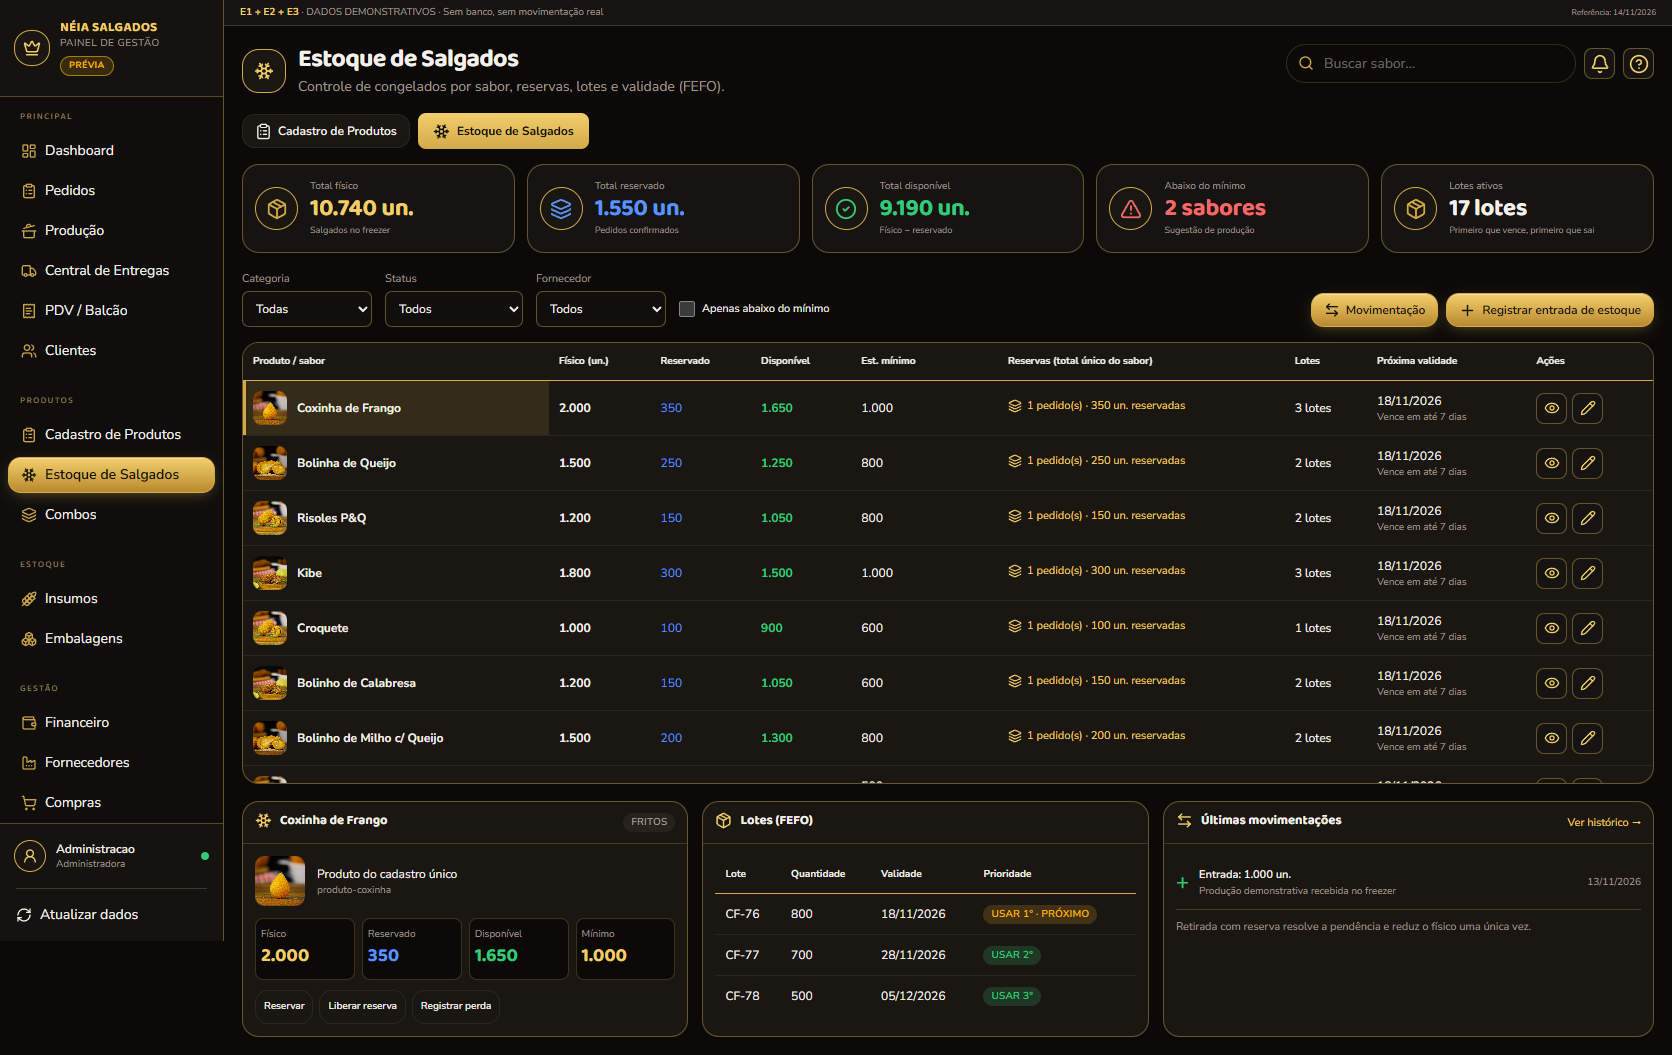 NÉIA SALGADOS
PAINEL DE GESTÃO
PRÉVIA
PRINCIPAL
Dashboard
Pedidos
Produção
Central de Entregas
PDV / Balcão
Clientes
PRODUTOS
Cadastro de Produtos
Estoque de Salgados
Combos
ESTOQUE
Insumos
Embalagens
GESTÃO
Financeiro
Fornecedores
Compras
Administracao
Administradora
Atualizar dados
E1 + E2 + E3 · DADOS DEMONSTRATIVOS · Sem banco, sem movimentação real
Referência: 14/11/2026
Estoque de Salgados
Controle de congelados por sabor, reservas, lotes e validade (FEFO).
Buscar sabor...
Cadastro de Produtos
Estoque de Salgados
Total físico
10.740 un.
Salgados no freezer
Total reservado
1.550 un.
Pedidos confirmados
Total disponível
9.190 un.
Físico − reservado
Abaixo do mínimo
2 sabores
Sugestão de produção
Lotes ativos
17 lotes
Primeiro que vence, primeiro que sai
Categoria
Todas
Status
Todos
Fornecedor
Todos
Apenas abaixo do mínimo
Movimentação
Registrar entrada de estoque
Produto / sabor Físico (un.) Reservado Disponível Est. mínimo Reservas (total único do sabor) Lotes Próxima validade Ações
Coxinha de Frango 2.000 350 1.650 1.000 1 pedido(s) · 350 un. reservadas 3 lotes 18/11/2026
Vence em até 7 dias
Bolinha de Queijo 1.500 250 1.250 800 1 pedido(s) · 250 un. reservadas 2 lotes 18/11/2026
Vence em até 7 dias
Risoles P&Q 1.200 150 1.050 800 1 pedido(s) · 150 un. reservadas 2 lotes 18/11/2026
Vence em até 7 dias
Kibe 1.800 300 1.500 1.000 1 pedido(s) · 300 un. reservadas 3 lotes 18/11/2026
Vence em até 7 dias
Croquete 1.000 100 900 600 1 pedido(s) · 100 un. reservadas 1 lotes 18/11/2026
Vence em até 7 dias
Bolinho de Calabresa 1.200 150 1.050 600 1 pedido(s) · 150 un. reservadas 2 lotes 18/11/2026
Vence em até 7 dias
Bolinho de Milho c/ Queijo 1.500 200 1.300 800 1 pedido(s) · 200 un. reservadas 2 lotes 18/11/2026
Vence em até 7 dias
Coxinha de Frango
FRITOS
Produto do cadastro único
produto-coxinha
Físico
2.000
Reservado
350
Disponível
1.650
Mínimo
1.000
Reservar
Liberar reserva
Registrar perda
Lotes (FEFO)
Lote Quantidade Validade Prioridade
CF-76 800 18/11/2026 USAR 1º · PRÓXIMO
CF-77 700 28/11/2026 USAR 2º
CF-78 500 05/12/2026 USAR 3º
Últimas movimentações
Ver histórico →
Entrada: 1.000 un.
Produção demonstrativa recebida no freezer
13/11/2026
Retirada com reserva resolve a pendência e reduz o físico uma única vez.